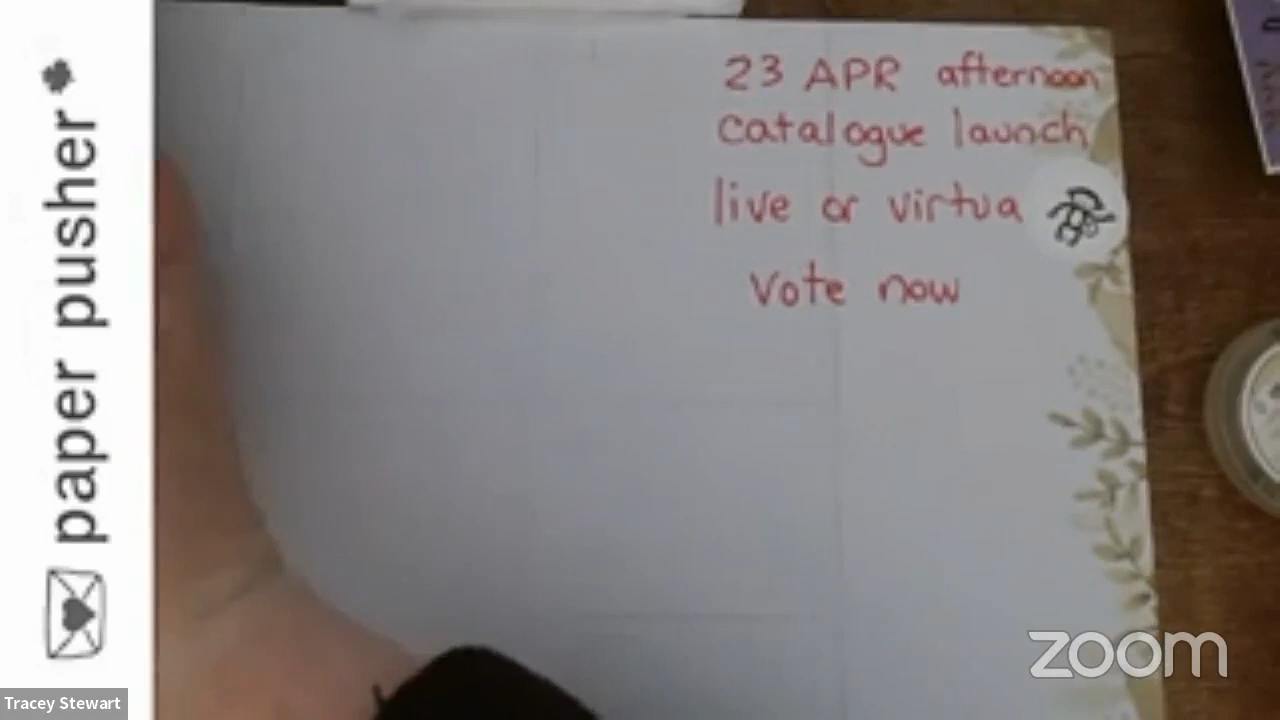 paper pusher
23 APR afternoon
catalogue launch
live or virtua
vote now
zoom
Tracey Stewart